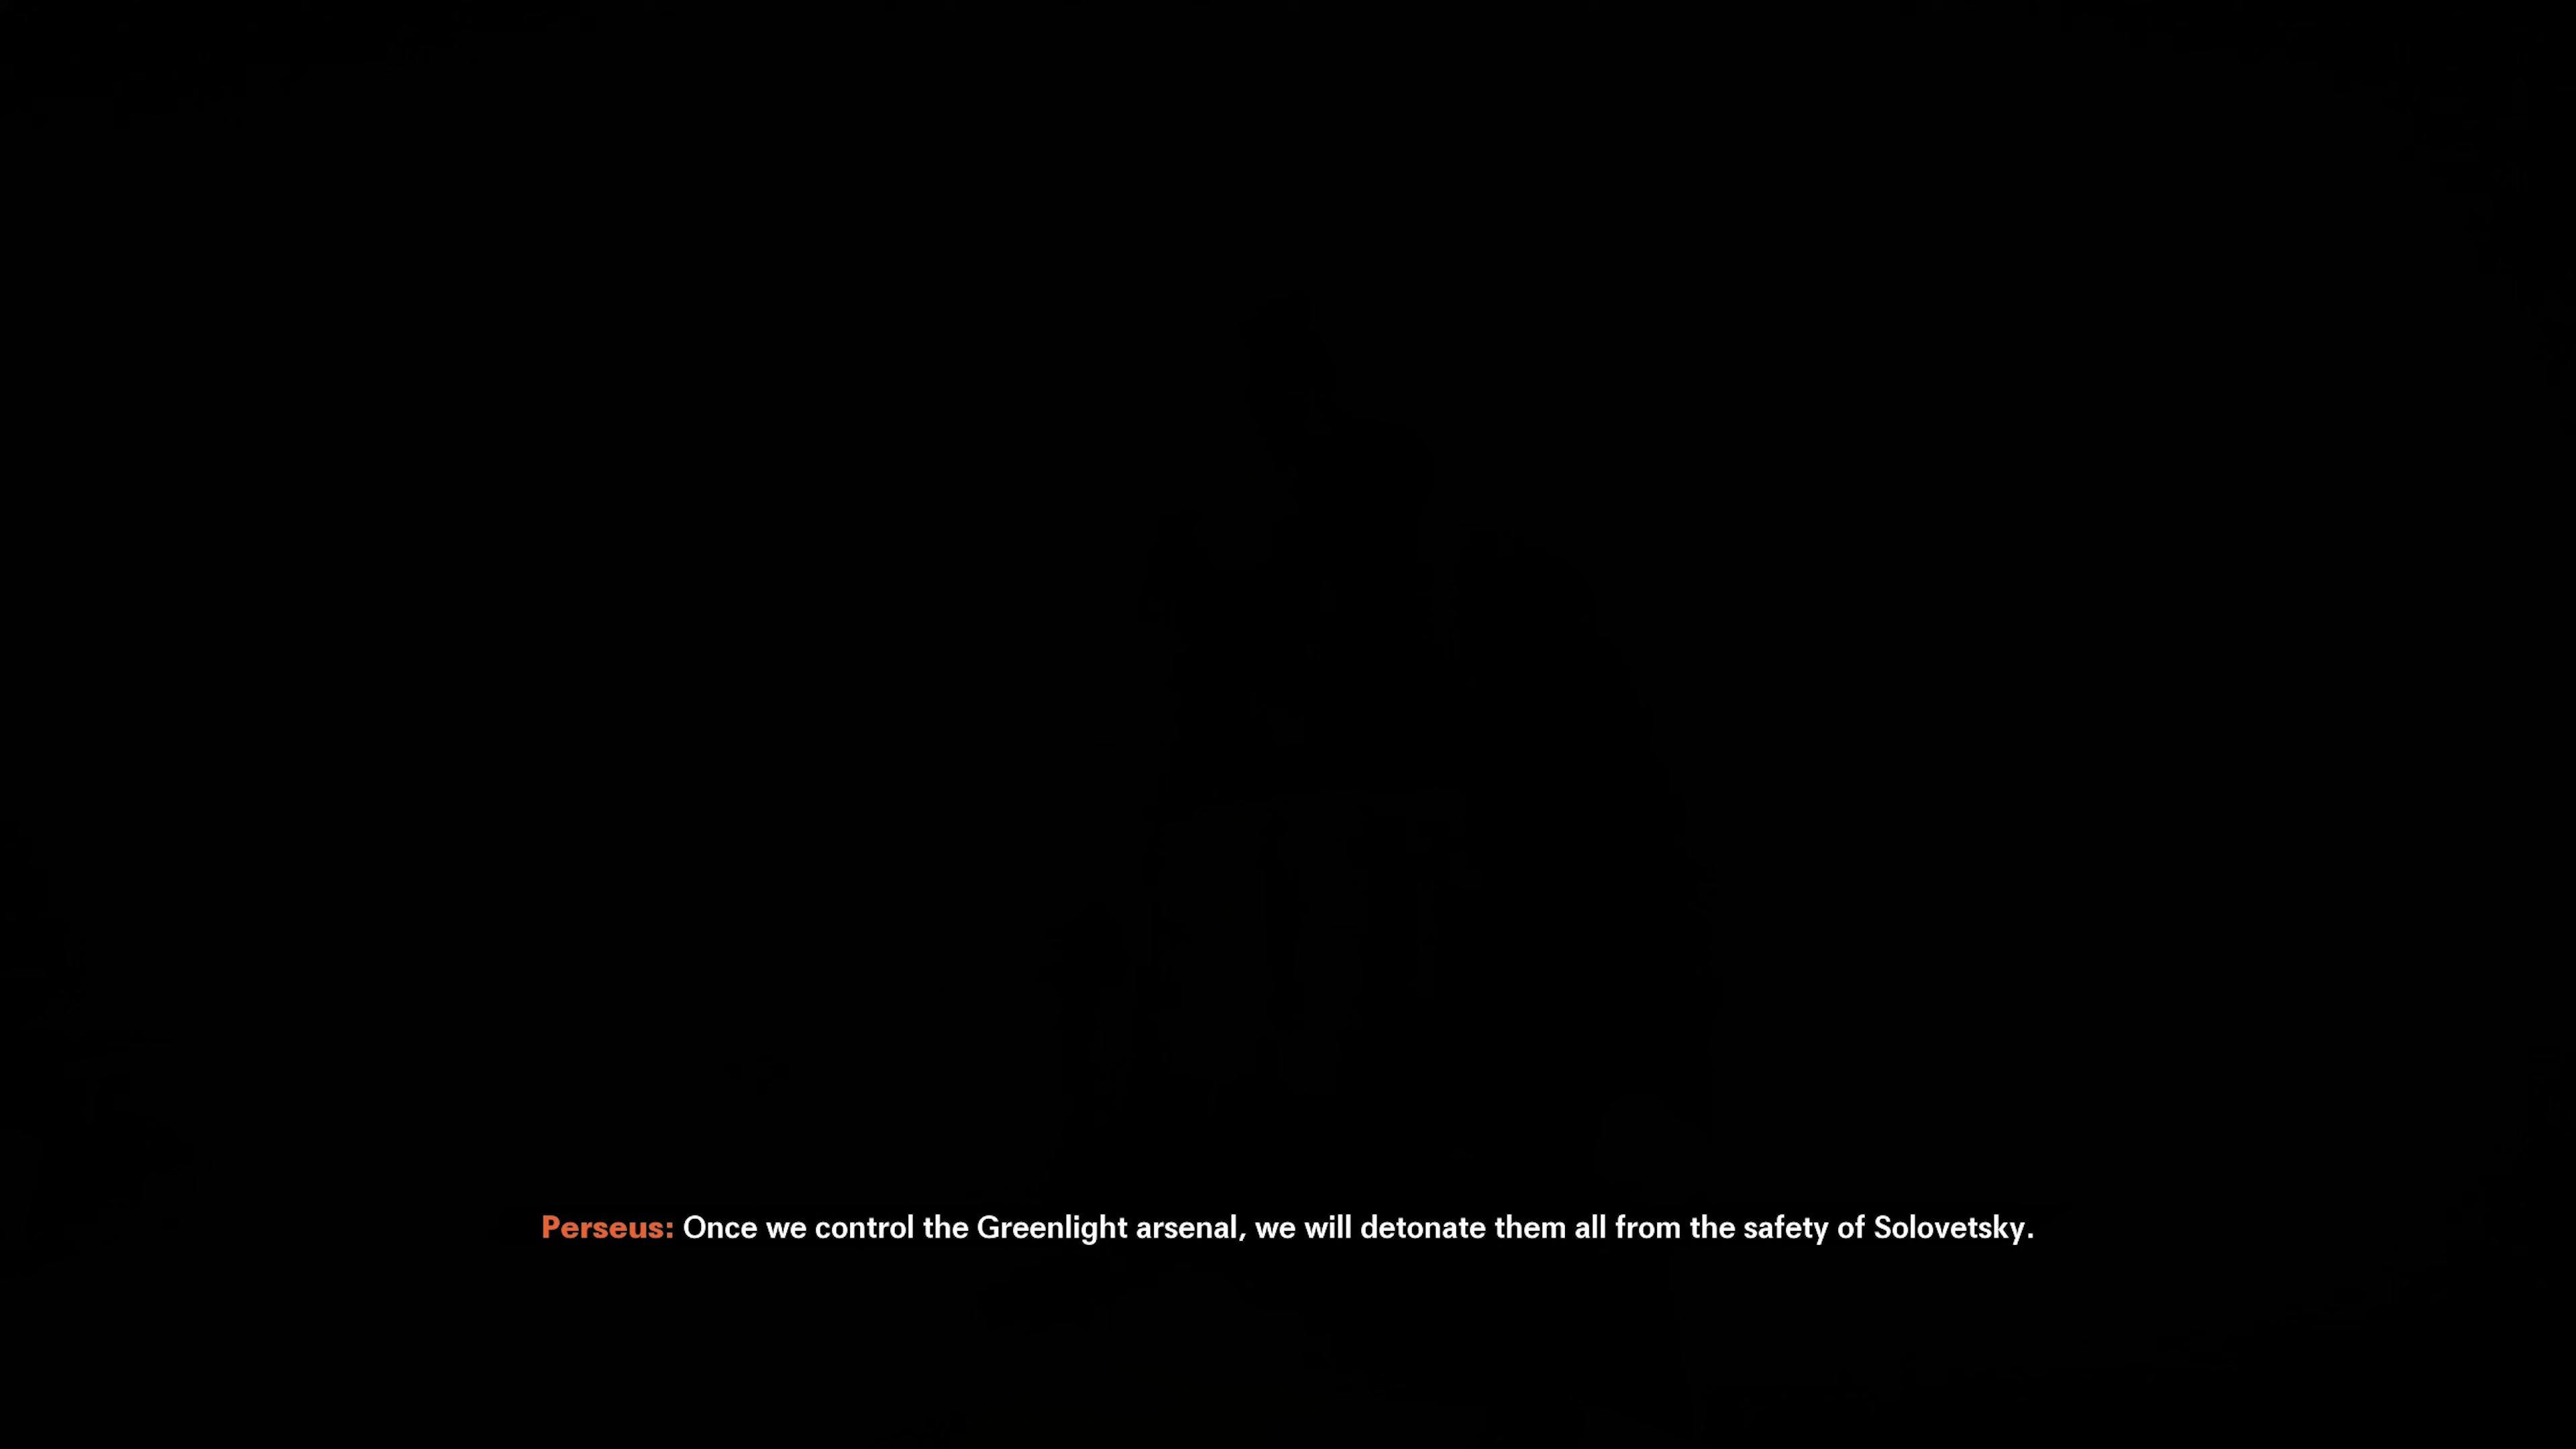 Perseus: Once we control the Greenlight arsenal, we will detonate them all from the safety of Solovetsky.